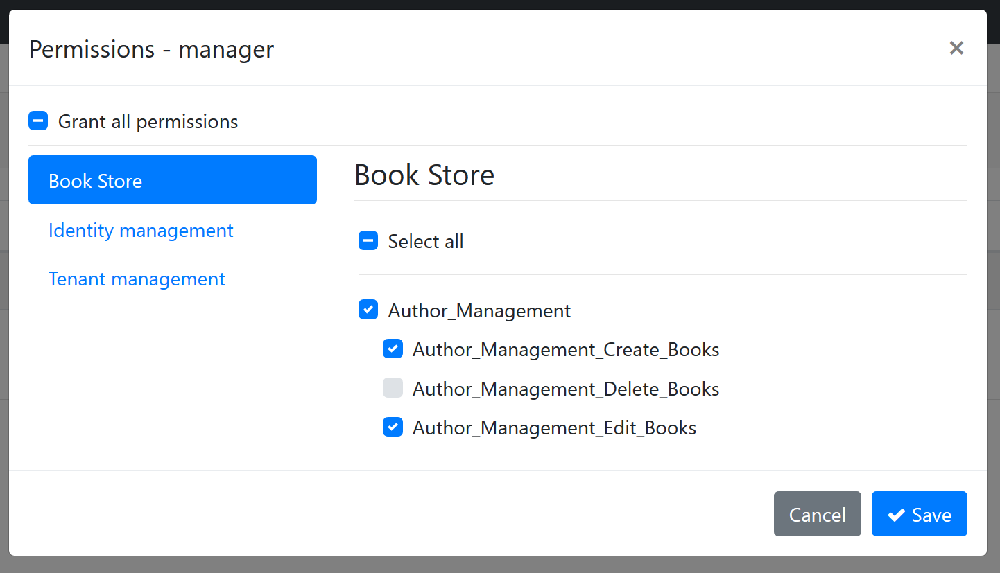 Permissions - manager
Grant all permissions
Book Store
Identity management
Tenant management
Book Store
Select all
Author_Management
Author_Management_Create_Books
Author_Management_Delete_Books
Author_Management_Edit_Books
Cancel
Save